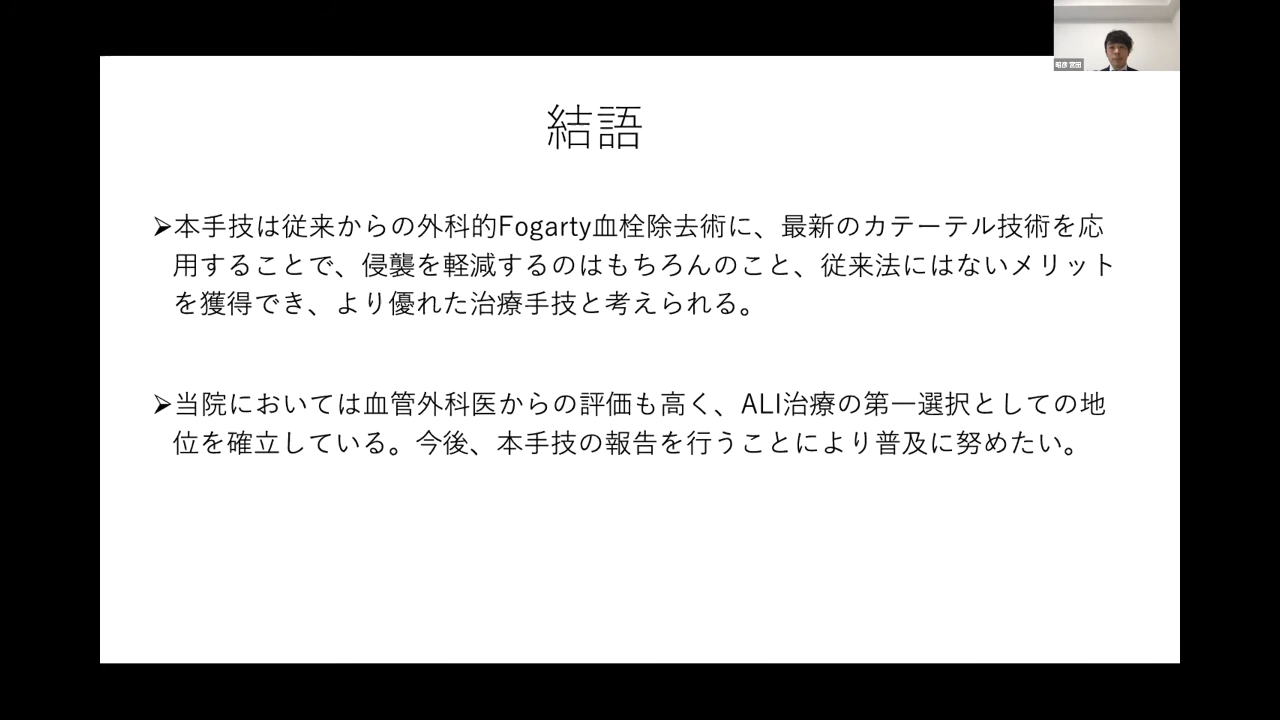 昭彦 宮田
結語
➢本手技は従来からの外科的Fogarty血栓除去術に、最新のカテーテル技術を応
用することで、侵襲を軽減するのはもちろんのこと、従来法にはないメリット
を獲得でき、より優れた治療手技と考えられる。
➢当院においては血管外科医からの評価も高く、ALI治療の第一選択としての地
位を確立している。今後、本手技の報告を行うことにより普及に努めたい。